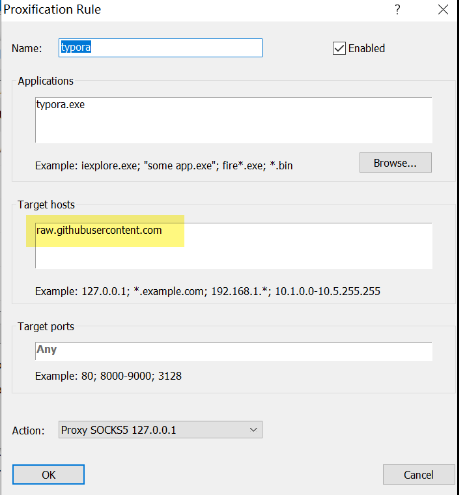 Proxification Rule
Name:
typora
Enabled
Applications
typora.exe
Example: iexplore.exe; "some app.exe"; fire*.exe; *.bin
Browse...
Target hosts
raw.githubusercontent.com
Example: 127.0.0.1; *.example.com; 192.168.1.*; 10.1.0.0-10.5.255.255
Target ports
Any
Example: 80; 8000-9000; 3128
Action:
Proxy SOCKS5 127.0.0.1
OK
Cancel